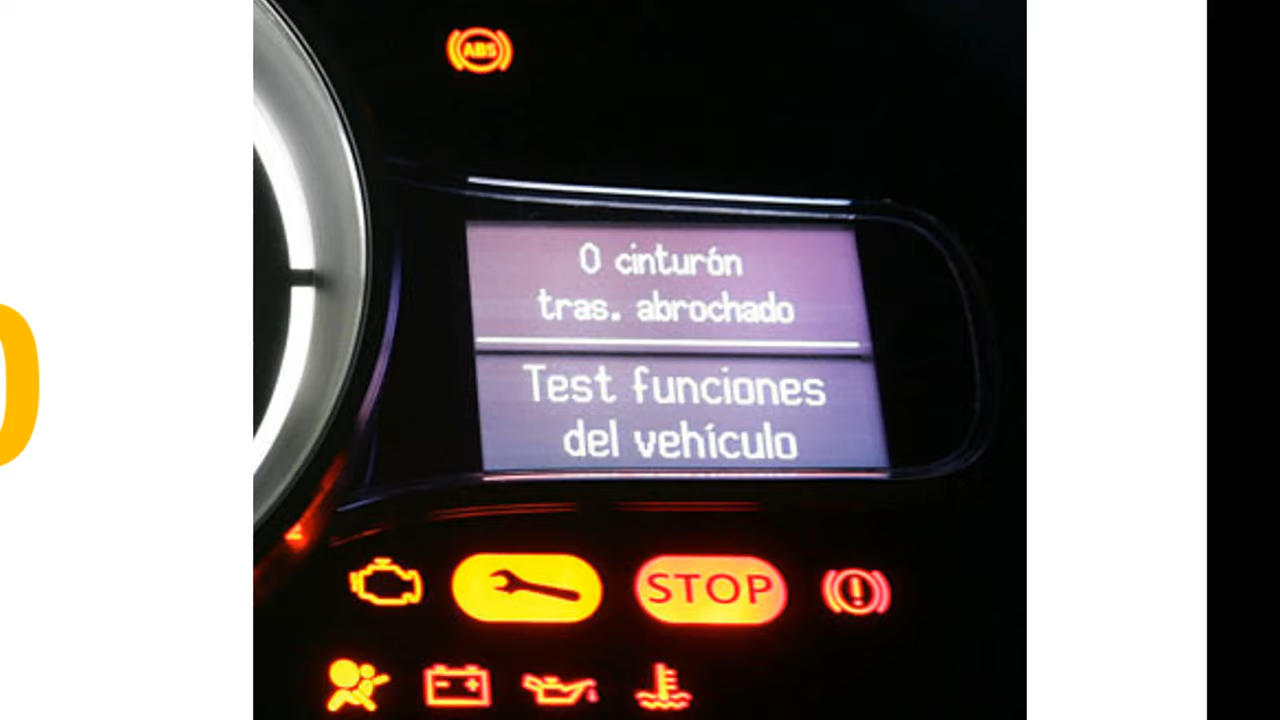 ABS
0 cinturón
tras. abrochado
Test funciones
del vehículo
STOP